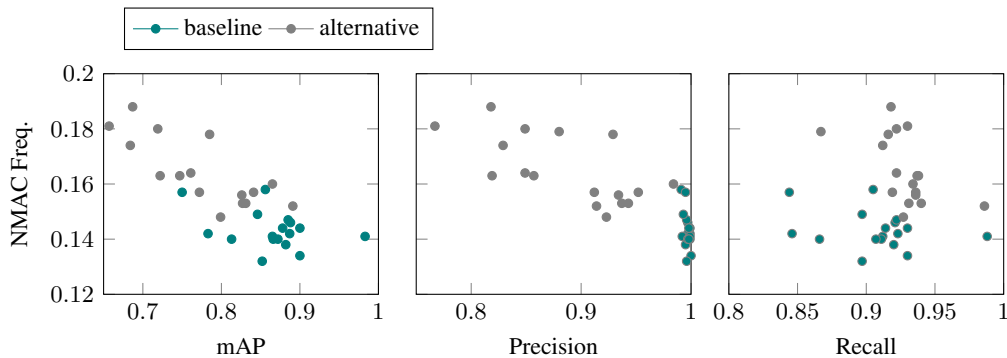 baseline alternative
NMAC Freq.
0.2
0.18
0.16
0.14
0.12
0.7 0.8 0.9 1
mAP
0.8 0.9 1
Precision
0.8 0.85 0.9 0.95 1
Recall